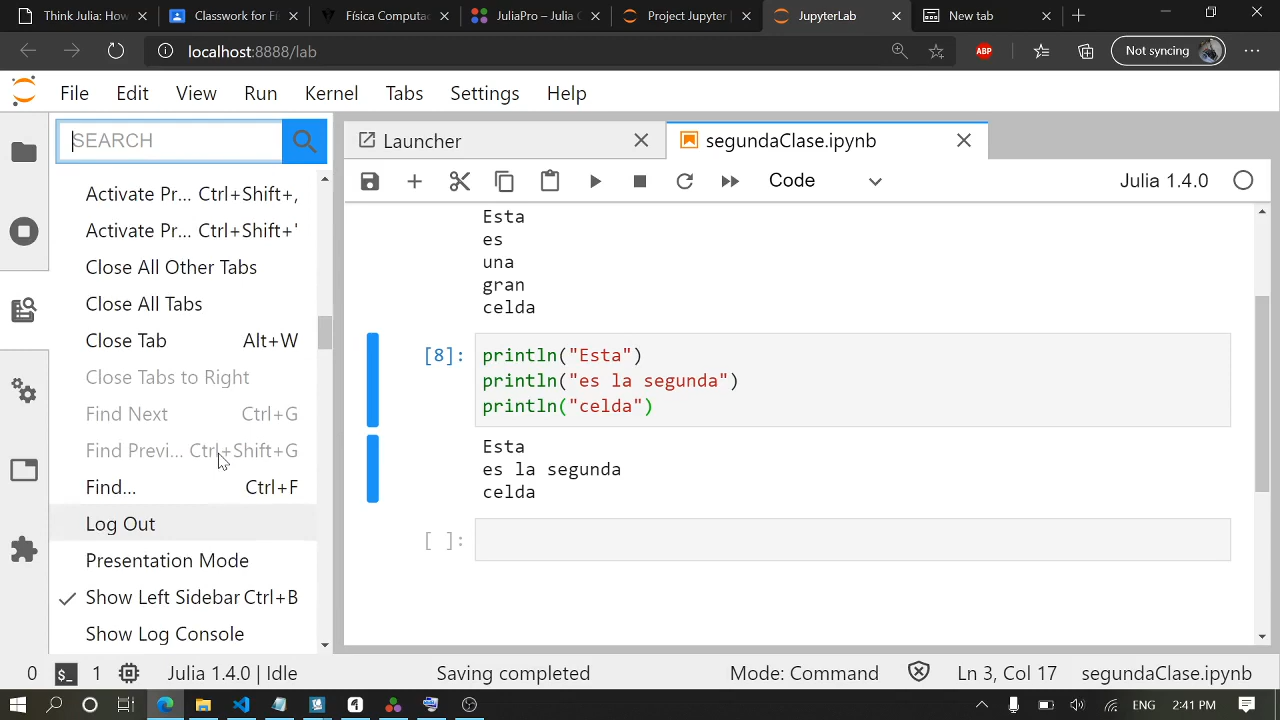 Think Julia: How
Classwork for Fí
Física Computac
JuliaPro – Julia C
Project Jupyter |
JupyterLab
New tab
localhost:8888/lab
ABP
Not syncing
File Edit View Run Kernel Tabs Settings Help
SEARCH
Activate Pr... Ctrl+Shift+,
Activate Pr... Ctrl+Shift+'
Close All Other Tabs
Close All Tabs
Close Tab Alt+W
Close Tabs to Right
Find Next Ctrl+G
Find Previ... Ctrl+Shift+G
Find... Ctrl+F
Log Out
Presentation Mode
Show Left Sidebar Ctrl+B
Show Log Console
Launcher
segundaClase.ipynb
Code
Julia 1.4.0
Esta
es
una
gran
celda
[8]: println("Esta")
println("es la segunda")
println("celda")
Esta
es la segunda
celda
[ ]:
0 $_ 1 Julia 1.4.0 | Idle Saving completed Mode: Command Ln 3, Col 17 segundaClase.ipynb
ENG 2:41 PM